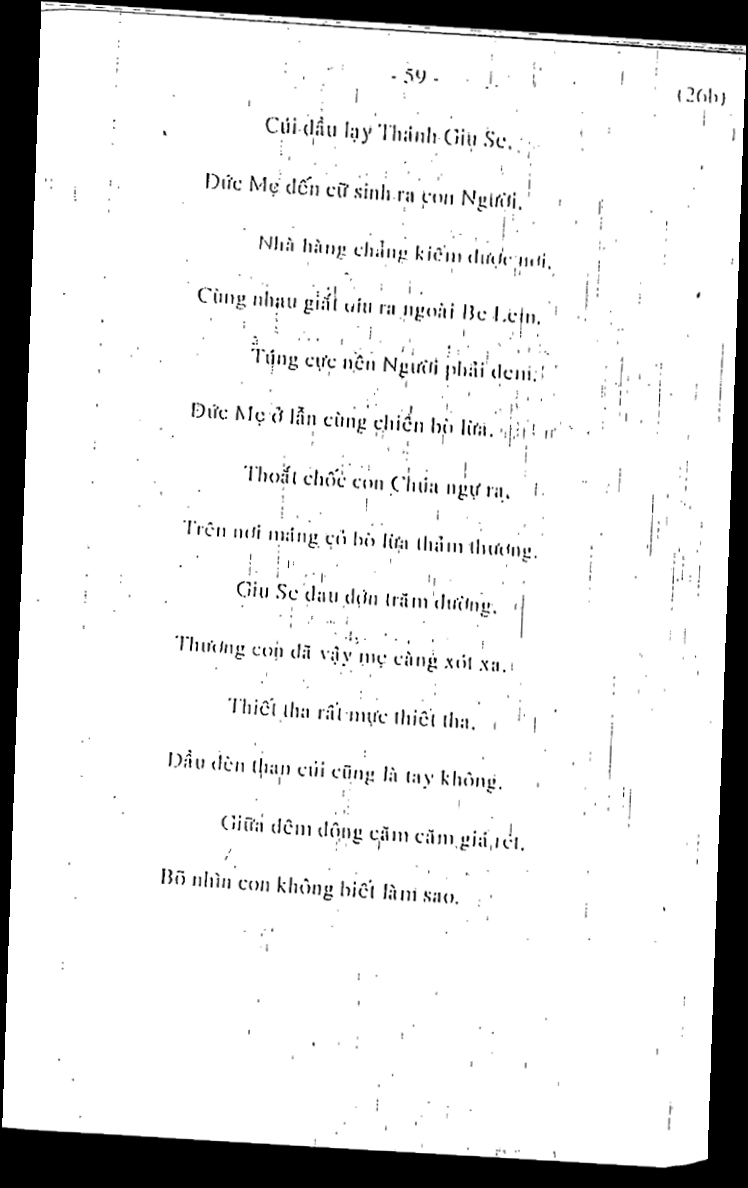 - 59 -
(26b)
Cúi đầu lạy Thánh Giu Se.
Đức Mẹ đến cữ sinh ra con Người.
Nhà hàng chẳng kiếm được nơi.
Cùng nhau giắt díu ra ngoài Be Lem.
Túng cực nên Người phải đem.
Đức Mẹ ở lẫn cùng chiên bò lừa.
Thoắt chốc con Chúa ngự ra.
Trên nơi máng cỏ bò lừa thảm thương.
Giu Se đau đớn trăm đường.
Thương con đã vậy mẹ càng xót xa.
Thiết tha rất mực thiết tha.
Dầu đèn than củi cũng là tay không.
Giữa đêm đông căm căm giá rét.
Bõ nhìn con không biết làm sao.